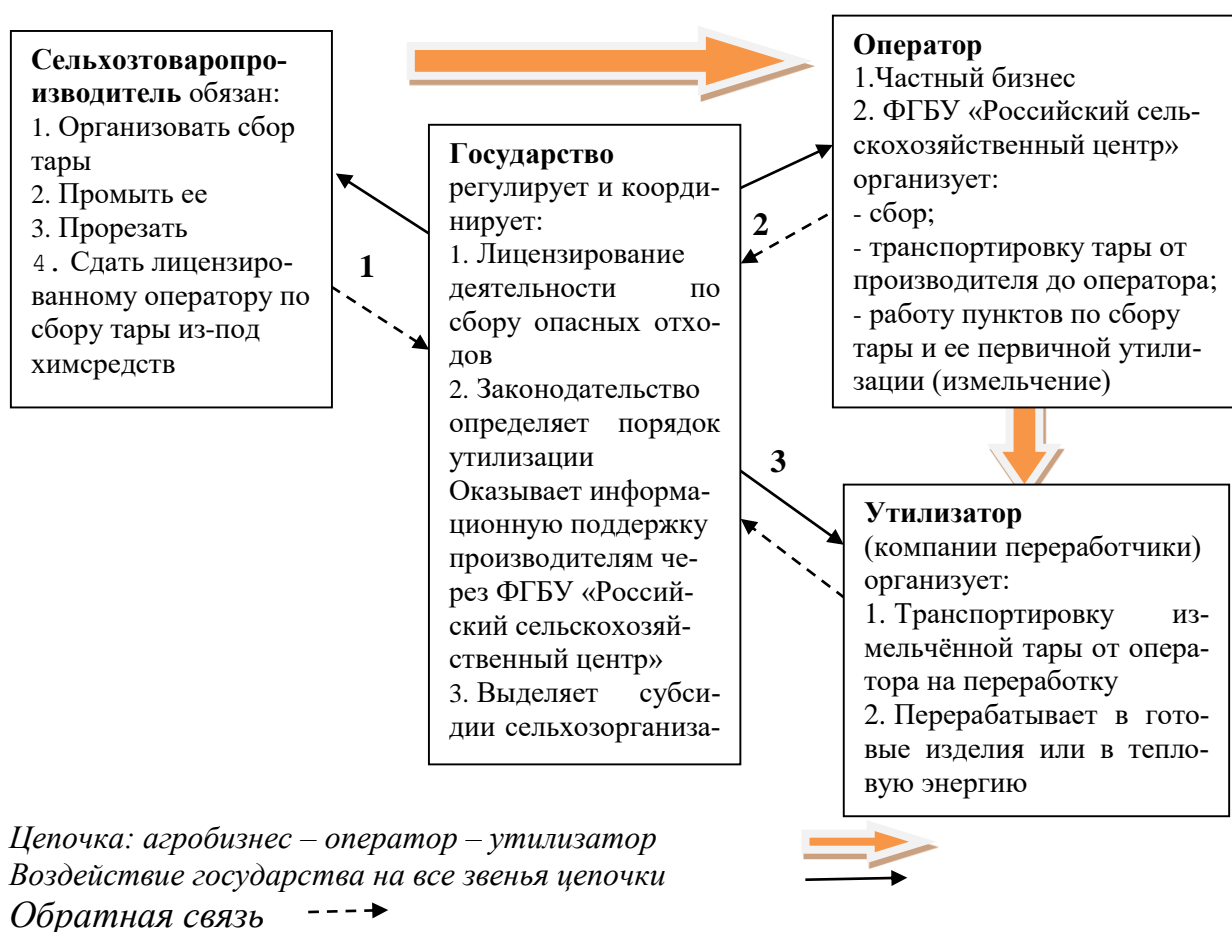 Сельхозтоваропро-
изводитель обязан:
1. Организовать сбор
тары
2. Промыть ее
3. Прорезать
4. Сдать лицензиро-
ванному оператору по
сбору тары из-под
химсредств
1
Государство
регулирует и коорди-
нирует:
1. Лицензирование
деятельности по
сбору опасных отхо-
дов
2. Законодательство
определяет порядок
утилизации
Оказывает информа-
ционную поддержку
производителям че-
рез ФГБУ «Россий-
ский сельскохозяй-
ственный центр»
3. Выделяет субси-
дии сельхозорганиза-
2
3
Оператор
1.Частный бизнес
2. ФГБУ «Российский сель-
скохозяйственный центр»
организует:
- сбор;
- транспортировку тары от
производителя до оператора;
- работу пунктов по сбору
тары и ее первичной утили-
зации (измельчение)
Утилизатор
(компании переработчики)
организует:
1. Транспортировку из-
мельчённой тары от опера-
тора на переработку
2. Перерабатывает в гото-
вые изделия или в тепло-
вую энергию
Цепочка: агробизнес – оператор – утилизатор
Воздействие государства на все звенья цепочки
Обратная связь